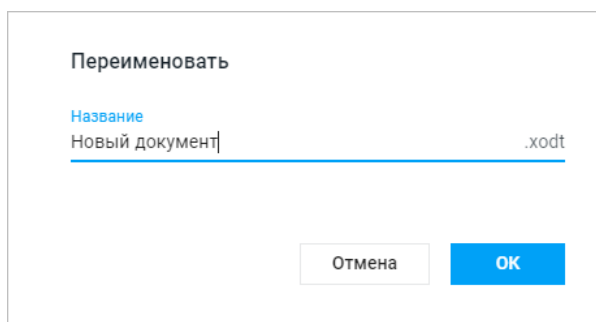 Переименовать
Название
Новый документ .xodt
Отмена OK